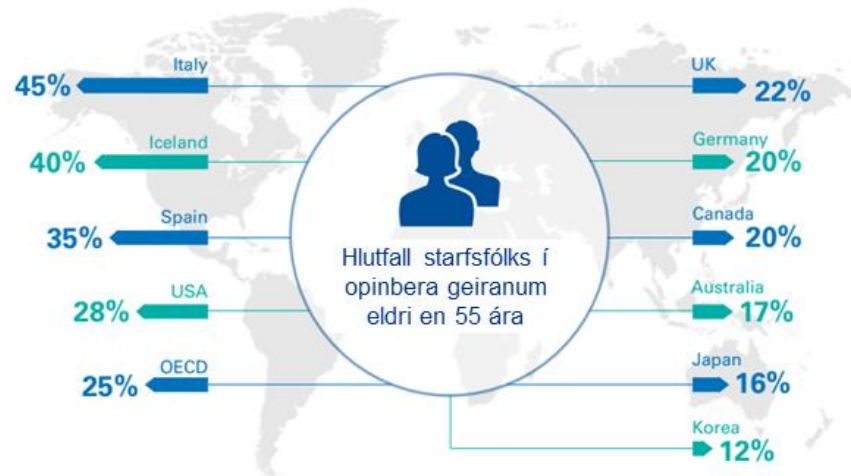 Italy
45%
Iceland
40%
Spain
35%
USA
28%
OECD
25%
Hlutfall starfsfólks í
opinbera geiranum
eldri en 55 ára
UK
22%
Germany
20%
Canada
20%
Australia
17%
Japan
16%
Korea
12%